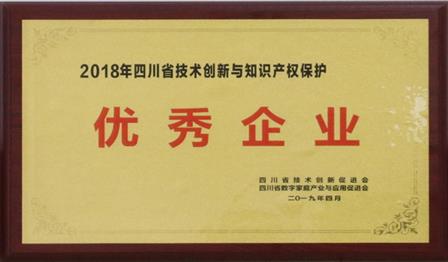 2018年四川省技术创新与知识产权保护
优秀企业
四川省技术创新促进会
四川省数字家庭产业与应用促进会
二〇一九年四月